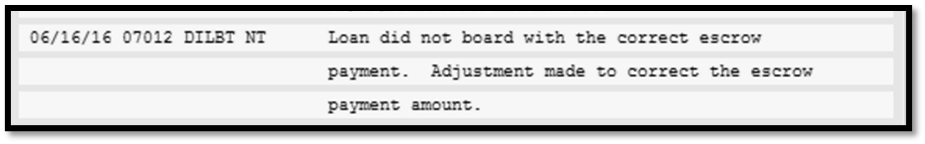 06/16/16 07012 DILBT NT Loan did not board with the correct escrow
payment. Adjustment made to correct the escrow
payment amount.